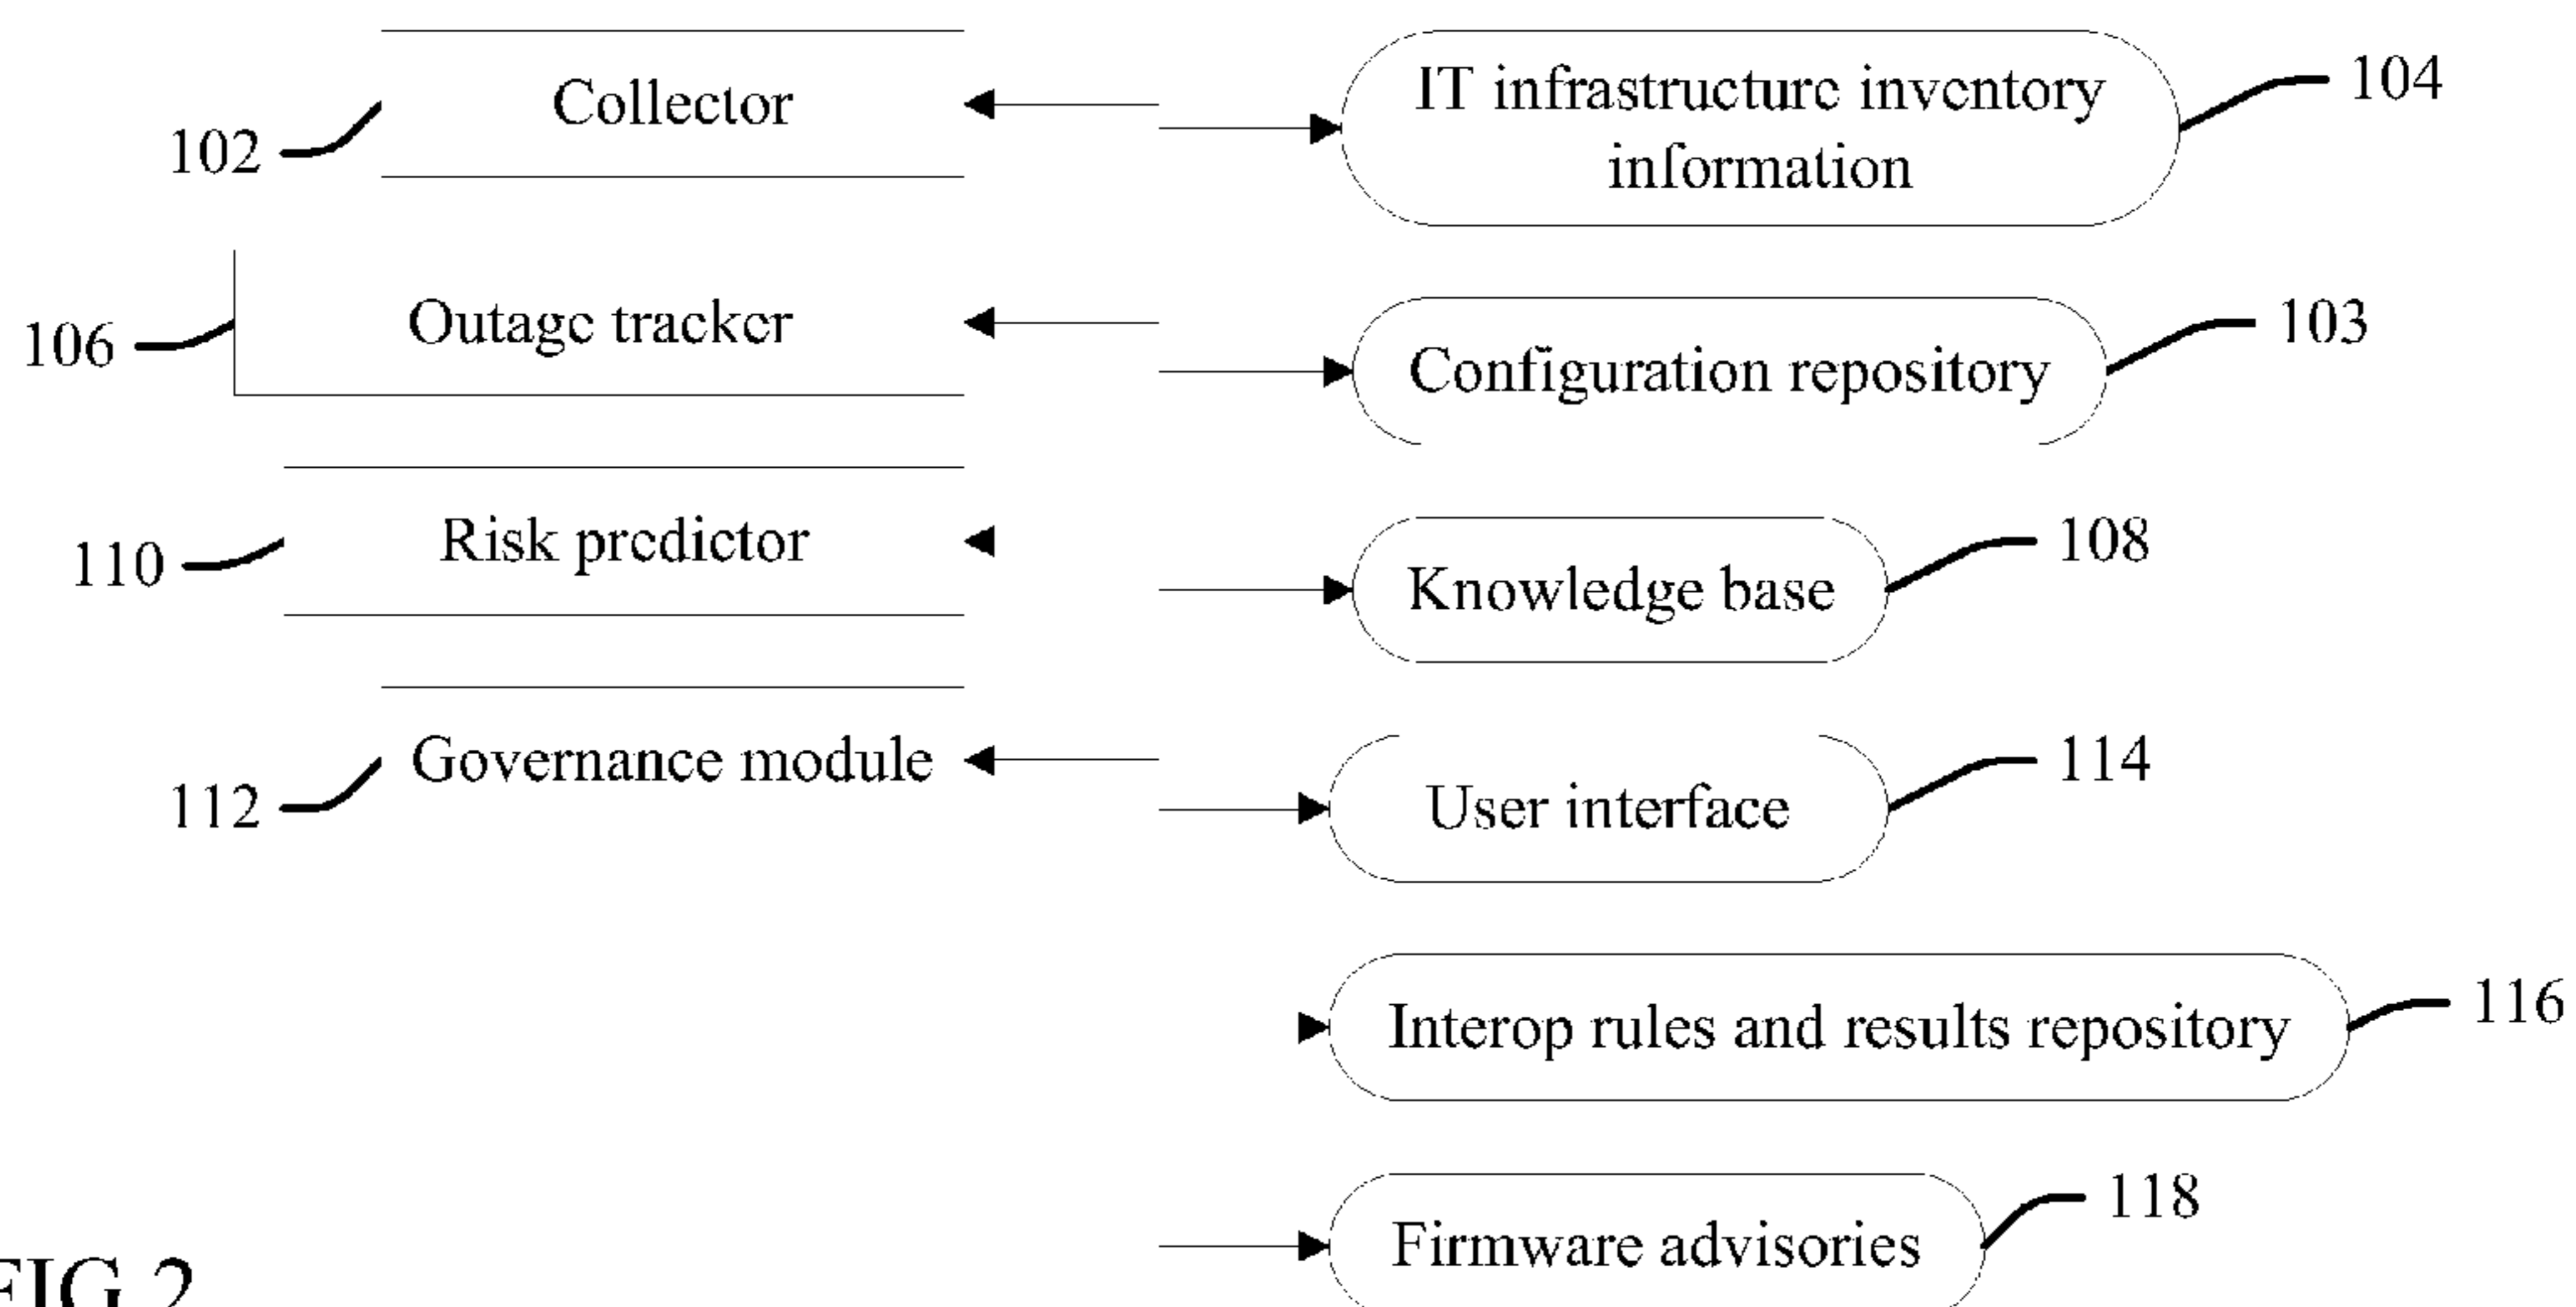 Collector
102
IT infrastructure inventory
information
104
Outage tracker
106
Configuration repository
103
Risk predictor
110
Knowledge base
108
Governance module
112
User interface
114
Interop rules and results repository
116
Firmware advisories
118
FIG 2